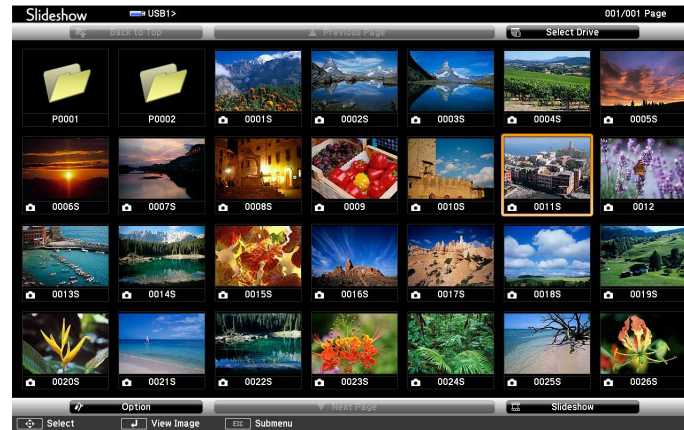 Slideshow USB1> 001/001 Page
Back to Top Previous Page Select Drive
P0001 P0002 0001S 0002S 0003S 0004S 0005S
0006S 0007S 0008S 0009 0010S 0011S 0012
0013S 0014S 0015S 0016S 0017S 0018S 0019S
0020S 0021S 0022S 0023S 0024S 0025S 0026S
Option Next Page Slideshow
Select View Image ESC Submenu